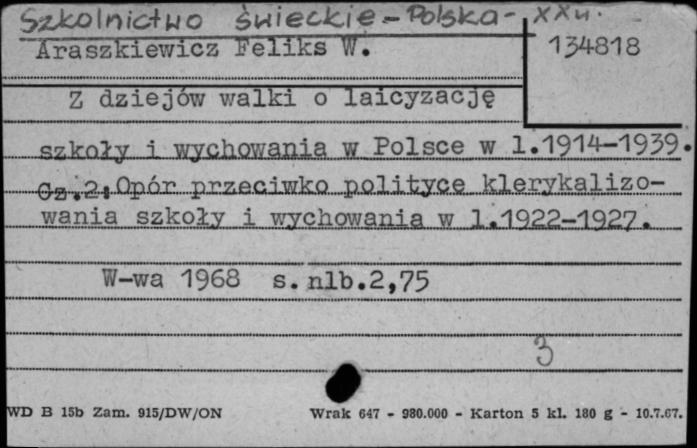 Szkolnictwo świeckie - Polska - XX w.
Araszkiewicz Feliks W.
134818
Z dziejów walki o laicyzację
szkoły i wychowania w Polsce w l.1914-1939.
Cz.2: Opór przeciwko polityce klerykalizo-
wania szkoły i wychowania w l.1922-1927.
W-wa 1968 s.nlb.2,75
3
WD B 15b Zam. 915/DW/ON Wrak 647 - 980.000 - Karton 5 kl. 180 g - 10.7.67.